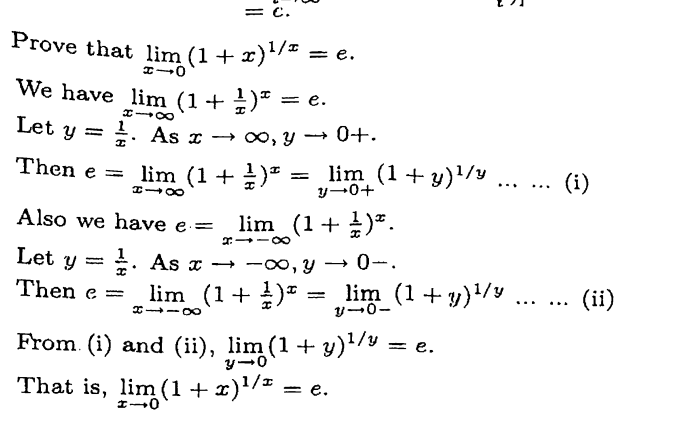 = e.
Prove that lim_{x→0} (1 + x)^{1/x} = e.
We have lim_{x→∞} (1 + 1/x)^x = e.
Let y = 1/x. As x → ∞, y → 0+.
Then e = lim_{x→∞} (1 + 1/x)^x = lim_{y→0+} (1 + y)^{1/y} ... ... (i)
Also we have e = lim_{x→−∞} (1 + 1/x)^x.
Let y = 1/x. As x → −∞, y → 0−.
Then e = lim_{x→−∞} (1 + 1/x)^x = lim_{y→0−} (1 + y)^{1/y} ... ... (ii)
From (i) and (ii), lim_{y→0} (1 + y)^{1/y} = e.
That is, lim_{x→0} (1 + x)^{1/x} = e.